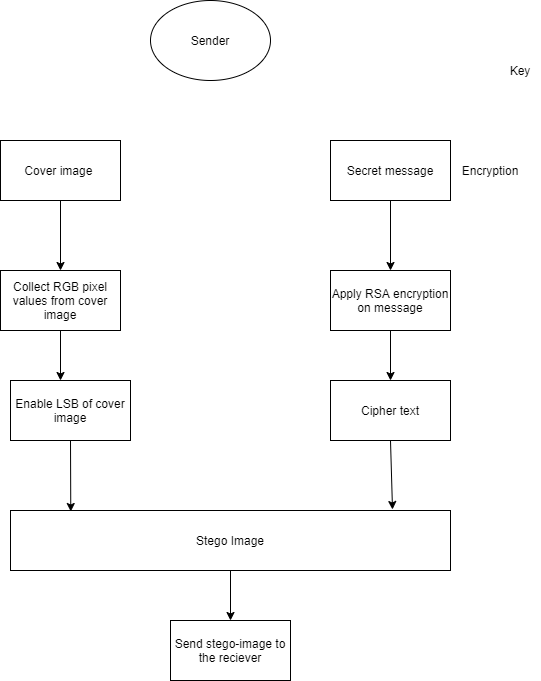 Sender
Key
Cover image
Secret message
Encryption
Collect RGB pixel
values from cover
image
Apply RSA encryption
on message
Enable LSB of cover
image
Cipher text
Stego Image
Send stego-image to
the reciever